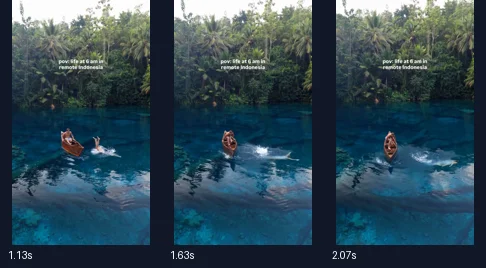 pov: life at 6 am in
remote Indonesia
pov: life at 6 am in
remote Indonesia
pov: life at 6 am in
remote Indonesia
1.13s
1.63s
2.07s